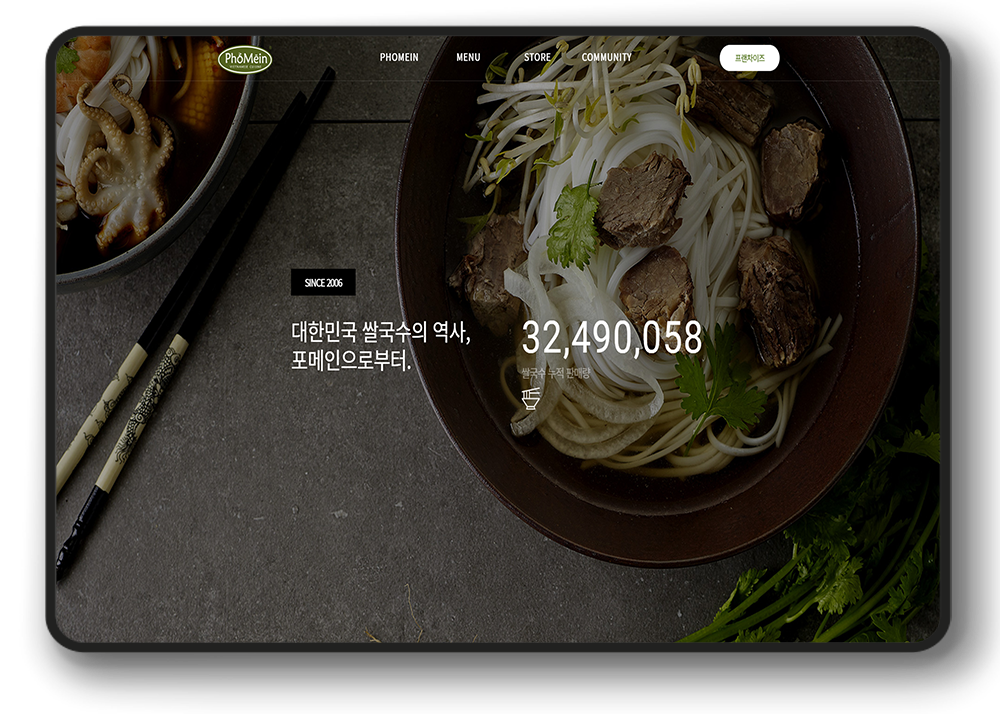 PhởMein
PHOMEIN
MENU
STORE
COMMUNITY
프랜차이즈
SINCE 2006
대한민국 쌀국수의 역사,
포메인으로부터.
32,490,058
쌀국수 누적 판매량